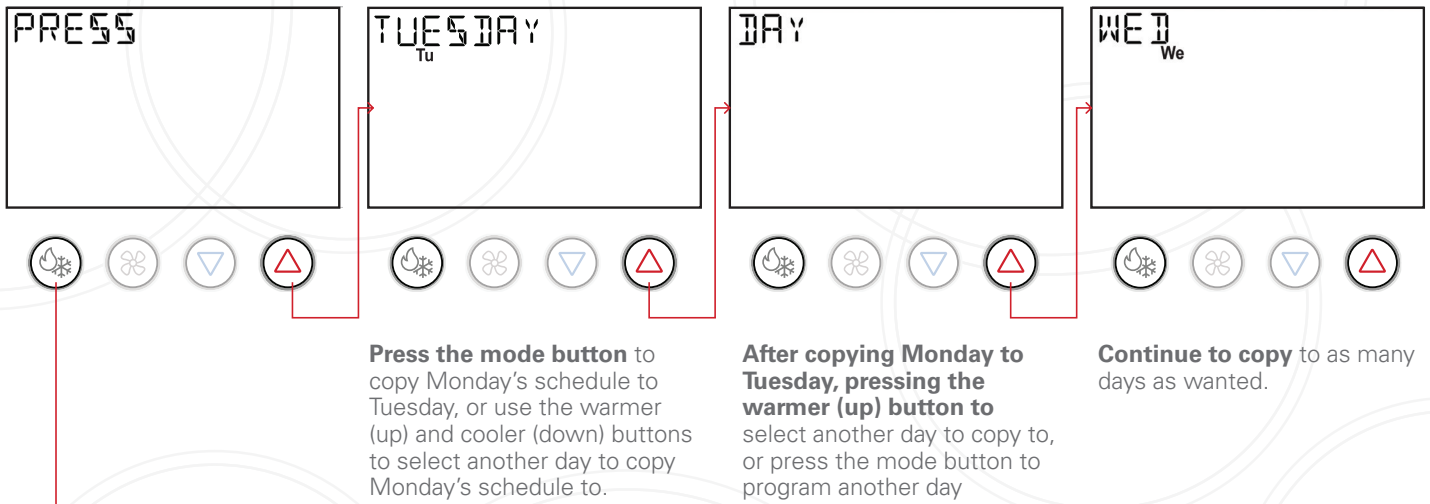 PRESS
TUESDAY
Tu
DAY
WED
We
Press the mode button to
copy Monday's schedule to
Tuesday, or use the warmer
(up) and cooler (down) buttons
to select another day to copy
Monday's schedule to.
After copying Monday to
Tuesday, pressing the
warmer (up) button to
select another day to copy to,
or press the mode button to
program another day
Continue to copy to as many
days as wanted.